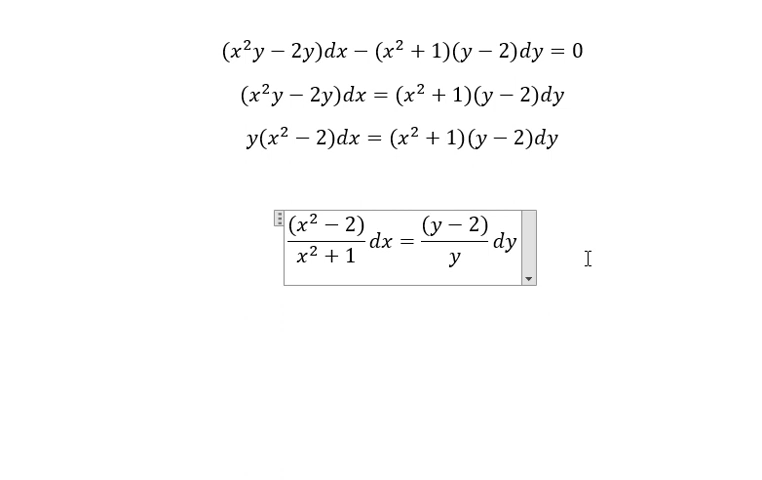 (x²y − 2y)dx − (x² + 1)(y − 2)dy = 0
(x²y − 2y)dx = (x² + 1)(y − 2)dy
y(x² − 2)dx = (x² + 1)(y − 2)dy
(x² − 2)/(x² + 1) dx = (y − 2)/y dy